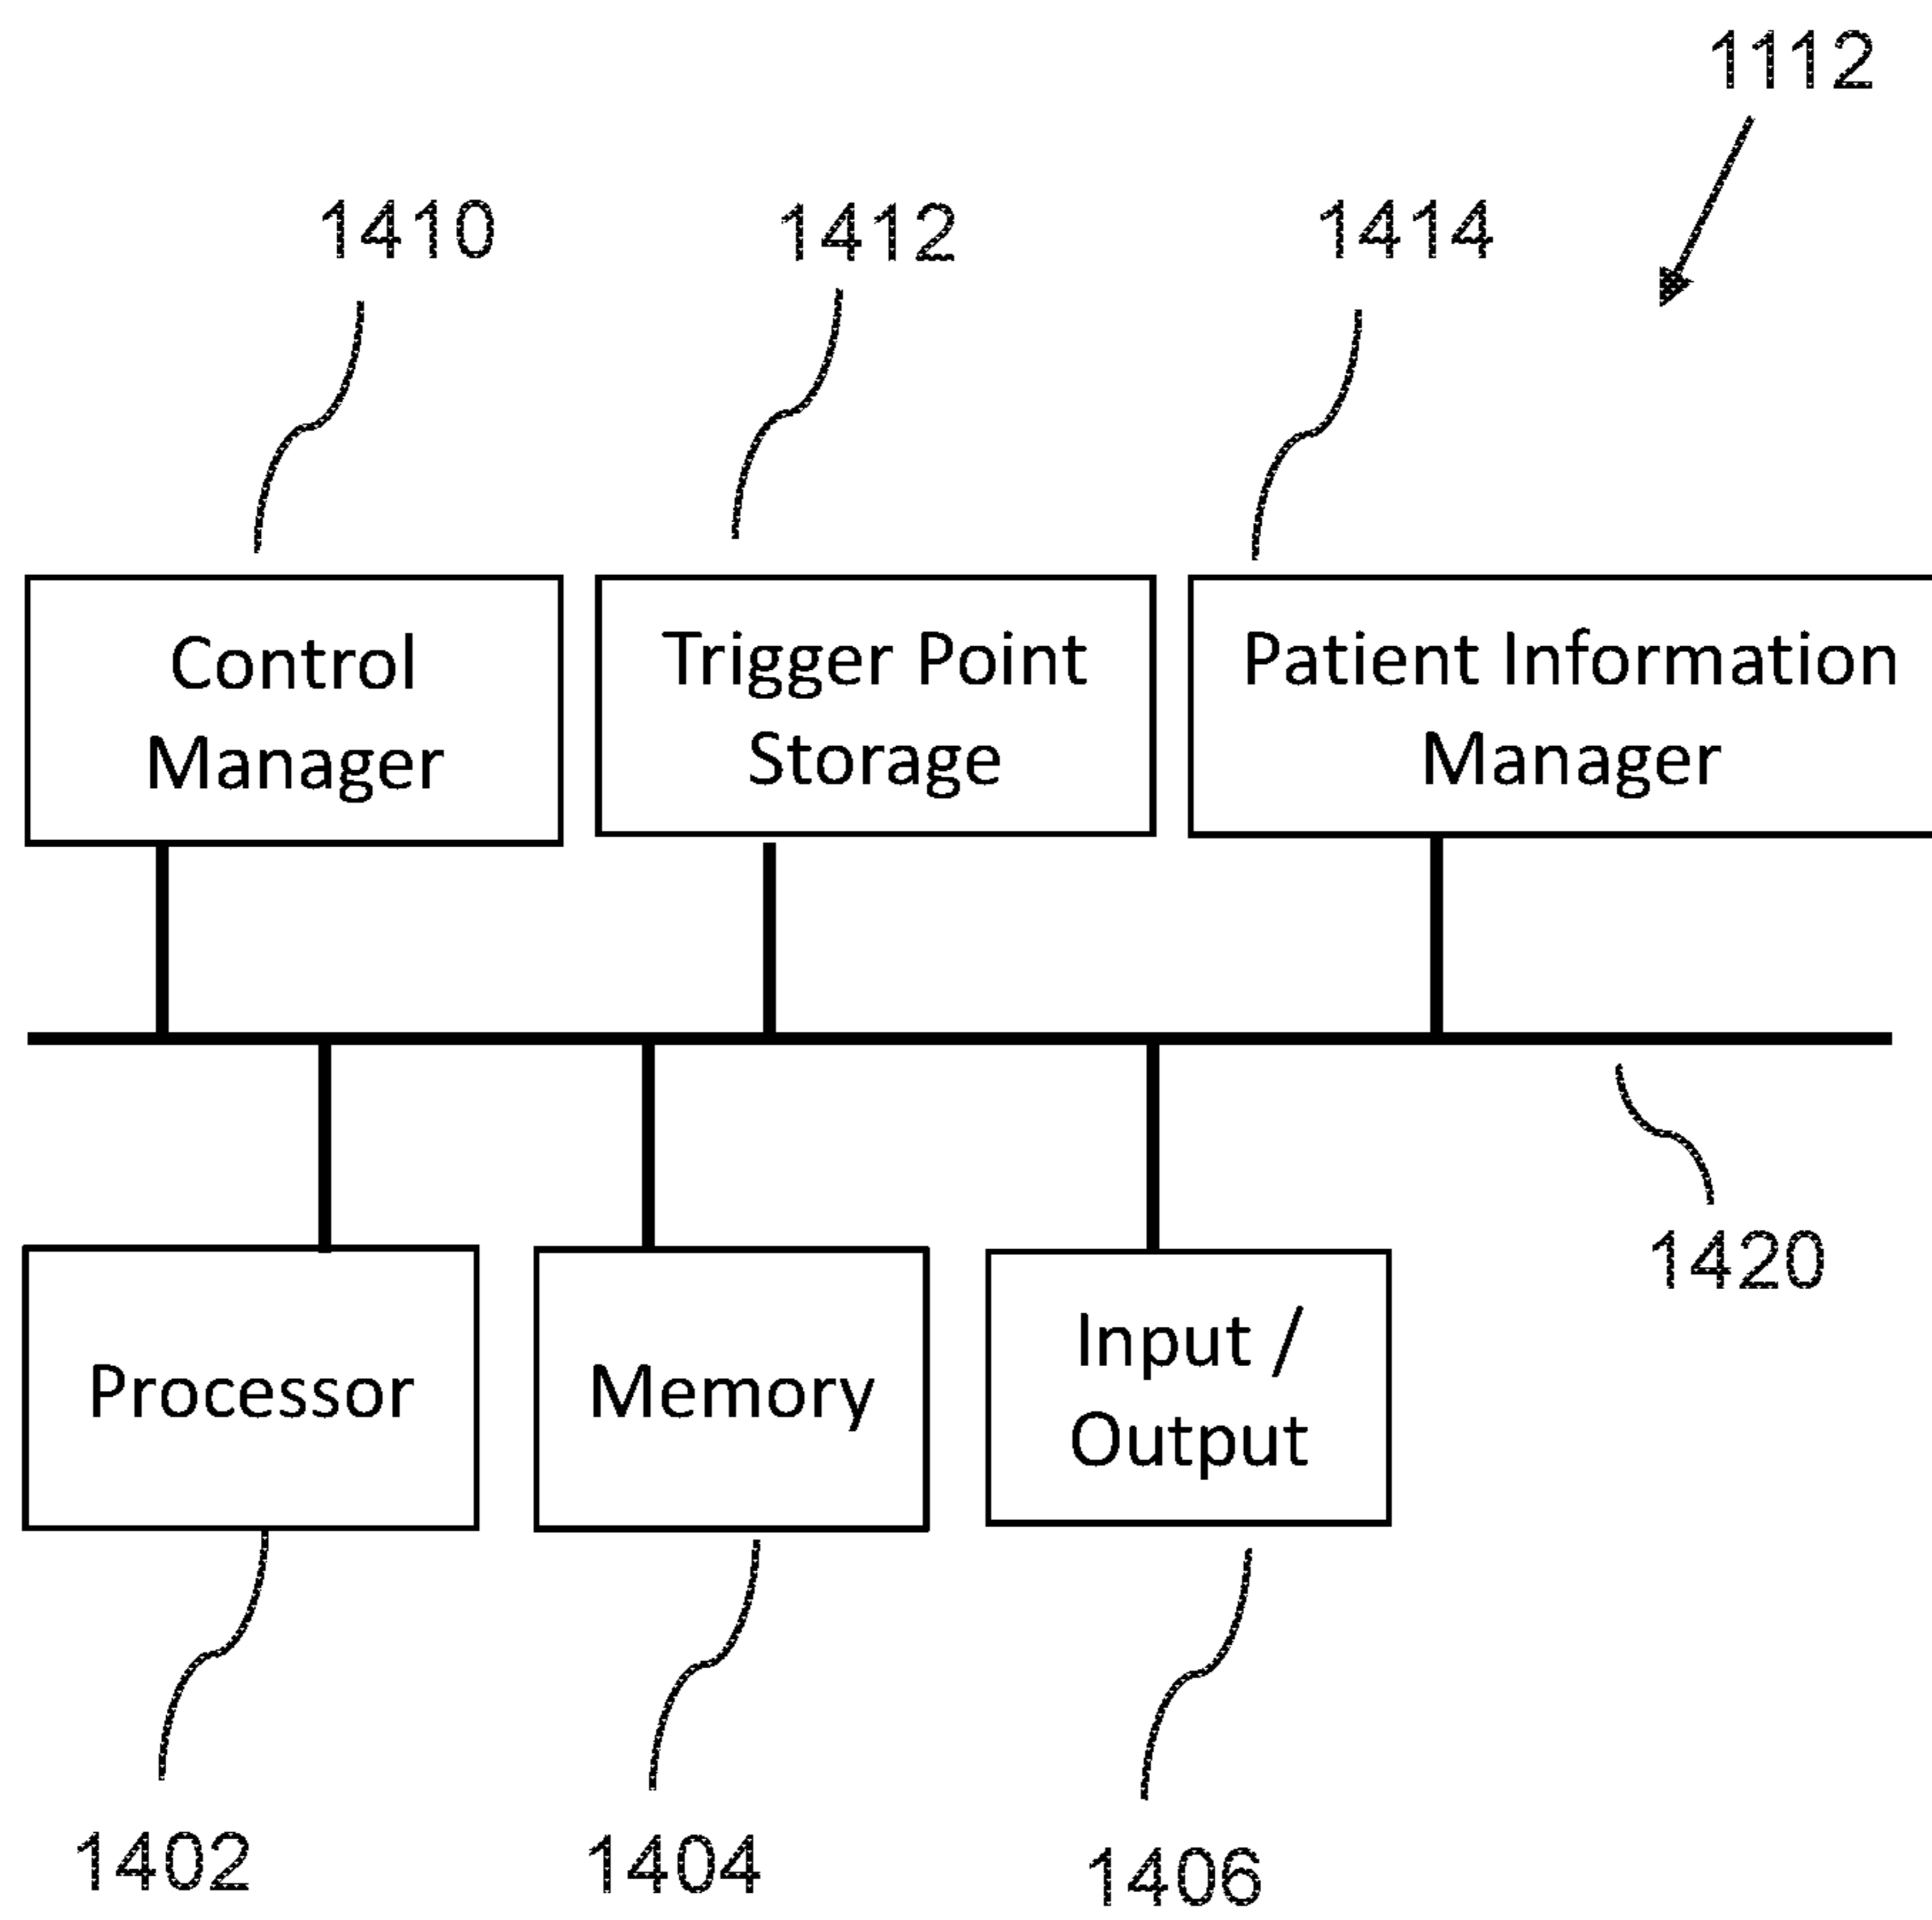 1112
1410
1412
1414
Control
Manager
Trigger Point
Storage
Patient Information
Manager
1420
Processor
Memory
Input /
Output
1402
1404
1406